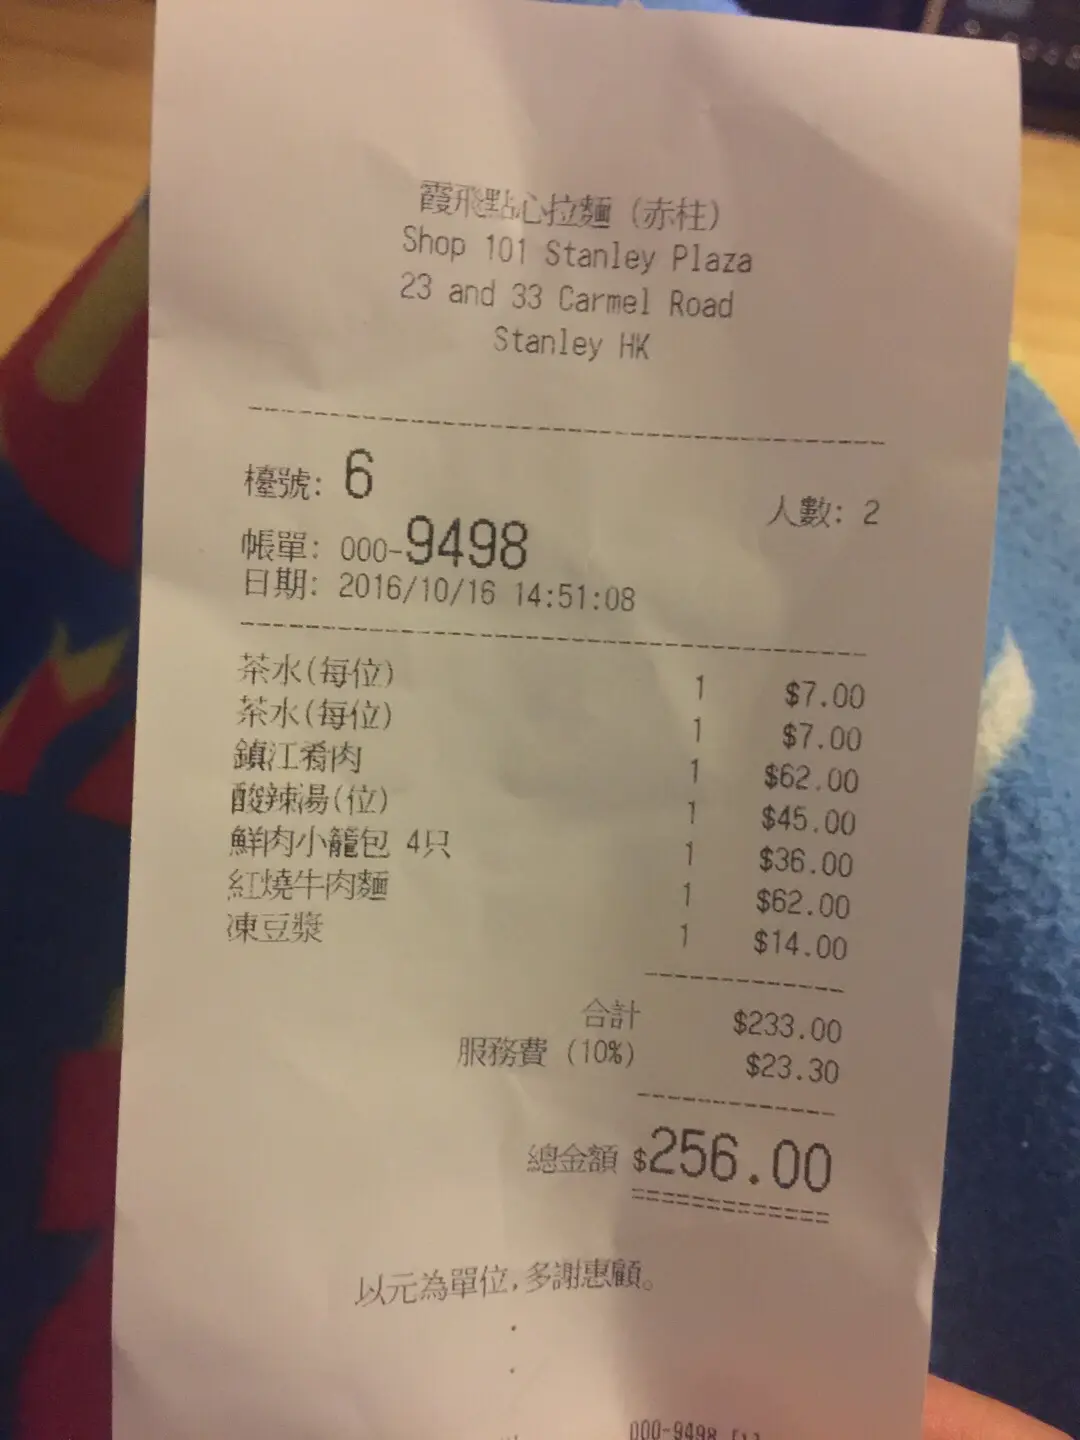 霞飛點心拉麵 (赤柱)
Shop 101 Stanley Plaza
23 and 33 Carmel Road
Stanley HK
檯號: 6 人數: 2
帳單: 000-9498
日期: 2016/10/16 14:51:08
茶水(每位) 1 $7.00
茶水(每位) 1 $7.00
鎮江肴肉 1 $62.00
酸辣湯(位) 1 $45.00
鮮肉小籠包 4只 1 $36.00
紅燒牛肉麵 1 $62.00
凍豆漿 1 $14.00
合計 $233.00
服務費 (10%) $23.30
總金額 $256.00
以元為單位,多謝惠顧。
000-9498 [1]